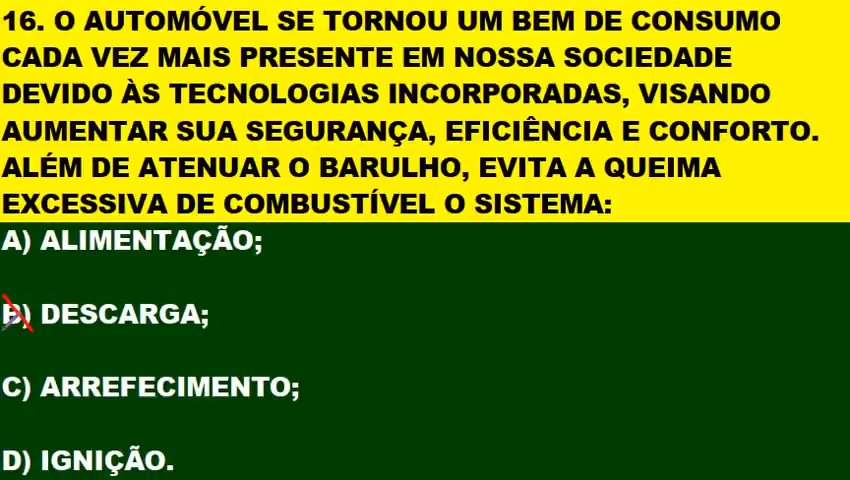 16. O AUTOMÓVEL SE TORNOU UM BEM DE CONSUMO
CADA VEZ MAIS PRESENTE EM NOSSA SOCIEDADE
DEVIDO ÀS TECNOLOGIAS INCORPORADAS, VISANDO
AUMENTAR SUA SEGURANÇA, EFICIÊNCIA E CONFORTO.
ALÉM DE ATENUAR O BARULHO, EVITA A QUEIMA
EXCESSIVA DE COMBUSTÍVEL O SISTEMA:
A) ALIMENTAÇÃO;
B) DESCARGA;
C) ARREFECIMENTO;
D) IGNIÇÃO.